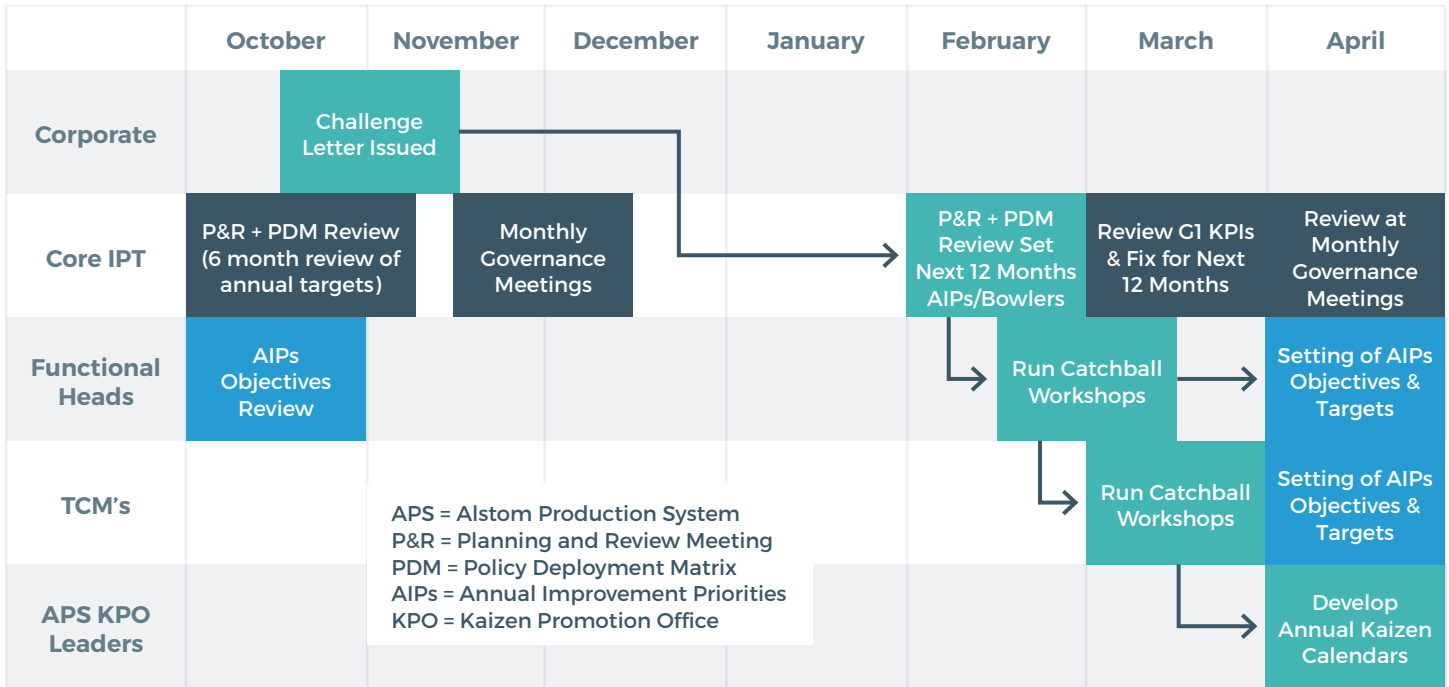 October
November
December
January
February
March
April
Corporate
Challenge
Letter Issued
Core IPT
P&R + PDM Review
(6 month review of
annual targets)
Monthly
Governance
Meetings
P&R + PDM
Review Set
Next 12 Months
AIPs/Bowlers
Review G1 KPIs
& Fix for Next
12 Months
Review at
Monthly
Governance
Meetings
Functional
Heads
AIPs
Objectives
Review
Run Catchball
Workshops
Setting of AIPs
Objectives &
Targets
TCM's
Run Catchball
Workshops
Setting of AIPs
Objectives &
Targets
APS = Alstom Production System
P&R = Planning and Review Meeting
PDM = Policy Deployment Matrix
AIPs = Annual Improvement Priorities
KPO = Kaizen Promotion Office
APS KPO
Leaders
Develop
Annual Kaizen
Calendars